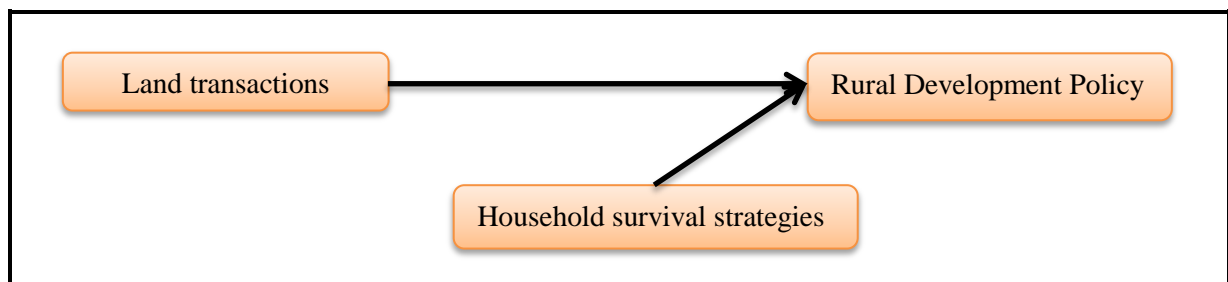 Land transactions
Rural Development Policy
Household survival strategies